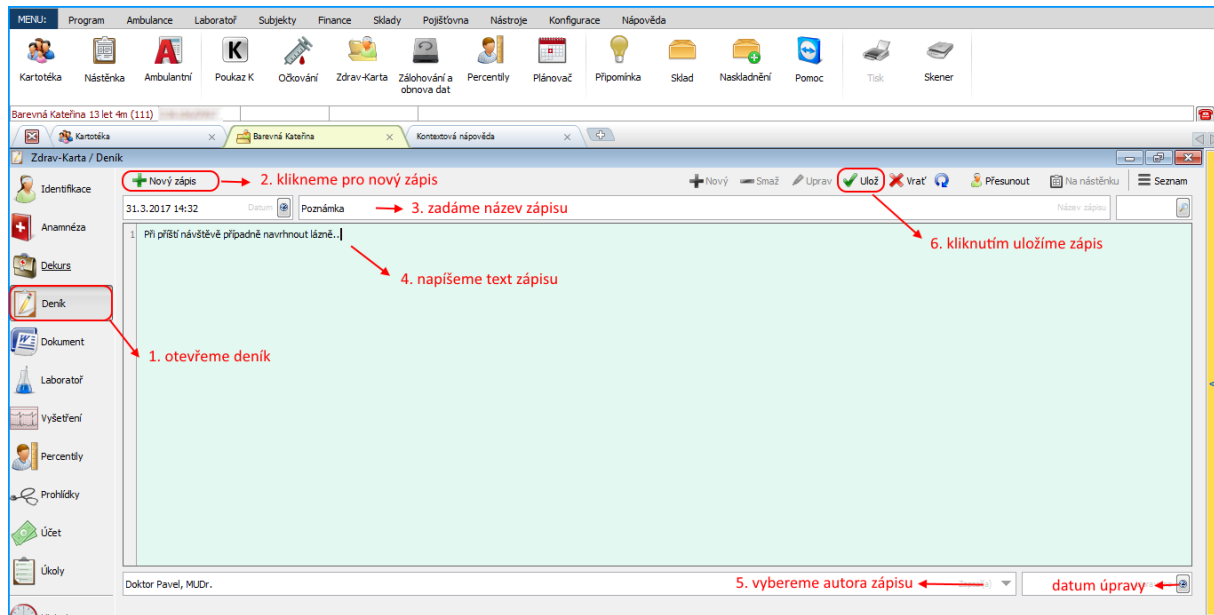 MENU: Program Ambulance Laboratoř Subjekty Finance Sklady Pojišťovna Nástroje Konfigurace Nápověda
Kartotéka Nástěnka Ambulantní Poukaz K Očkování Zdrav-Karta Zálohování a obnova dat Percentily Plánovač Připomínka Sklad Naskladnění Pomoc Tisk Skener
Barevná Kateřina 13 let 4m (111)
Kartotéka Barevná Kateřina Kontextová nápověda
Zdrav-Karta / Deník
Identifikace
Anamnéza
Dekurs
Deník
Dokument
Laboratoř
Vyšetření
Percentily
Prohlídky
Účet
Úkoly
Nový zápis 2. klikneme pro nový zápis Nový Smaž Uprav Ulož Vrať Přesunout Na nástěnku Seznam
31.3.2017 14:32 Datum Poznámka 3. zadáme název zápisu Název zápisu
1 Při příští návštěvě případně navrhnout lázně..
6. kliknutím uložíme zápis
4. napíšeme text zápisu
1. otevřeme deník
Doktor Pavel, MUDr. 5. vybereme autora zápisu datum úpravy